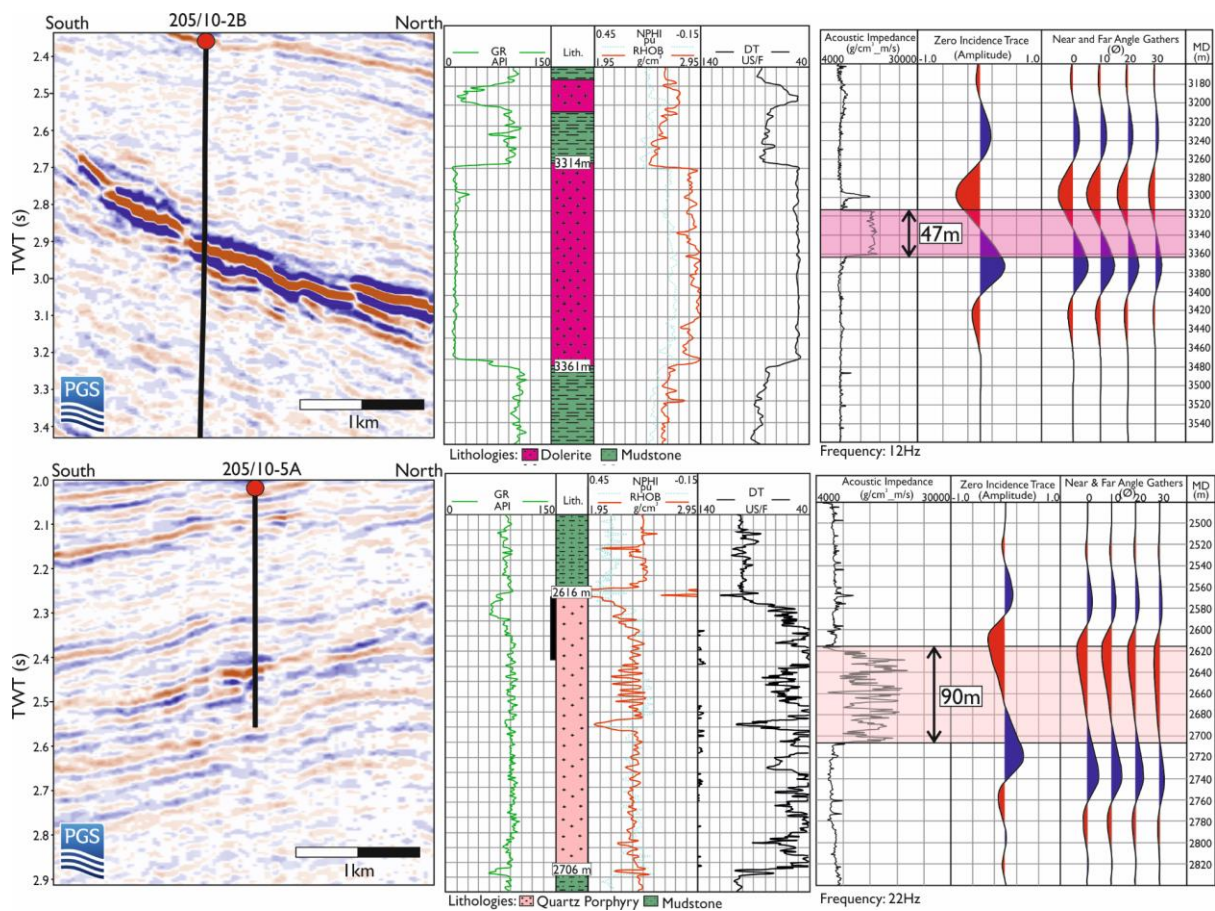 South 205/10-2B North
2.4
2.5
2.6
2.7
2.8
2.9
3.0
3.1
3.2
3.3
3.4
TWT (s)
PGS
1km
GR
API 150
Lith.
0.45 NPHI -0.15
pu
RHOB
1.95 g/cm³ 2.95
DT
140 US/F 40
3314m
3361m
Lithologies: Dolerite Mudstone
Acoustic Impedance
(g/cm³_m/s)
4000 30000
Zero Incidence Trace
(Amplitude)
-1.0 1.0
Near and Far Angle Gathers
(Ø)
0 10 20 30
MD
(m)
3180
3200
3220
3240
3260
3280
3300
3320
3340
3360
3380
3400
3420
3440
3460
3480
3500
3520
3540
47m
Frequency: 12Hz
South 205/10-5A North
2.0
2.1
2.2
2.3
2.4
2.5
2.6
2.7
2.8
2.9
TWT (s)
PGS
1km
GR
API 150
Lith.
0.45 NPHI -0.15
pu
RHOB
1.95 g/cm³ 2.95
DT
140 US/F 40
2616 m
2706 m
Lithologies: Quartz Porphyry Mudstone
Acoustic Impedance
(g/cm³_m/s)
4000 30000
Zero Incidence Trace
(Amplitude)
-1.0 1.0
Near & Far Angle Gathers
(Ø)
0 10 20 30
MD
(m)
2500
2520
2540
2560
2580
2600
2620
2640
2660
2680
2700
2720
2740
2760
2780
2800
2820
90m
Frequency: 22Hz